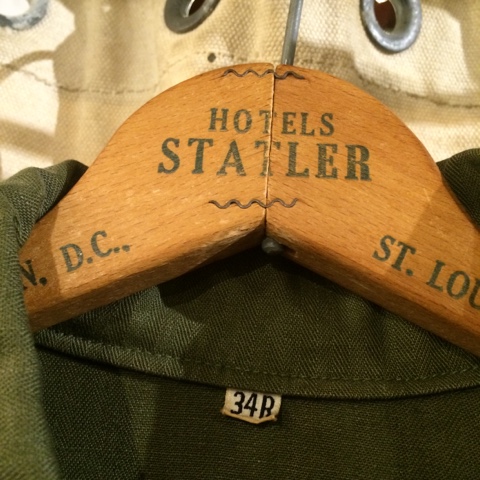 HOTELS
STATLER
N, D.C.,
ST. LOU
34R